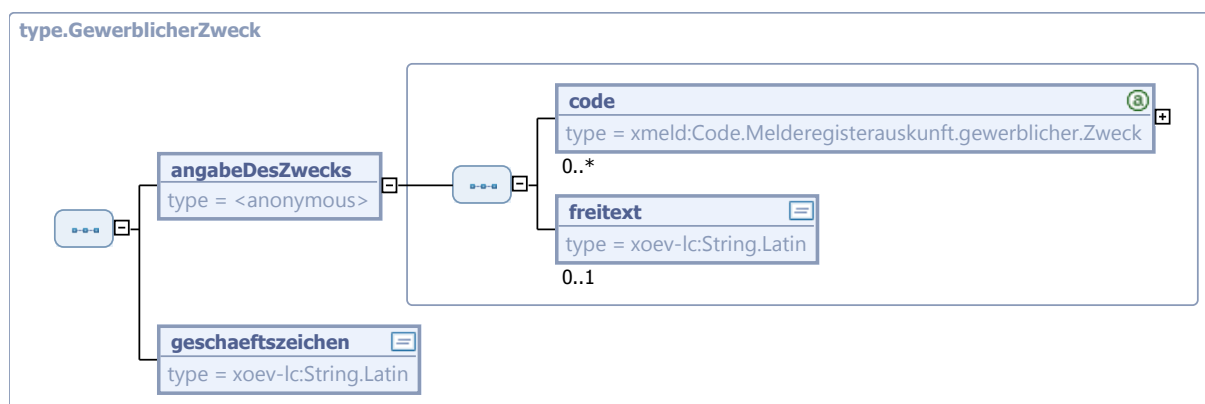 type.GewerblicherZweck
code
type = xmeld:Code.Melderegisterauskunft.gewerblicher.Zweck
0..*
angabeDesZwecks
type = <anonymous>
freitext
type = xoev-lc:String.Latin
0..1
geschaeftszeichen
type = xoev-lc:String.Latin